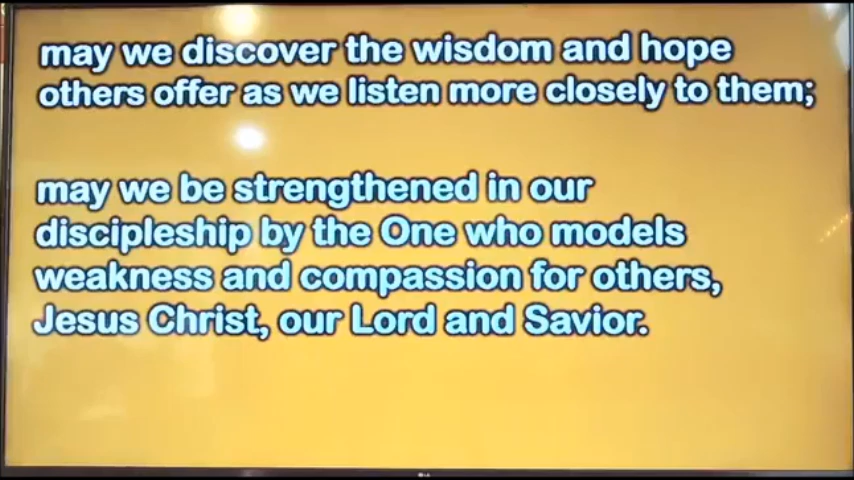 may we discover the wisdom and hope
others offer as we listen more closely to them;
may we be strengthened in our
discipleship by the One who models
weakness and compassion for others,
Jesus Christ, our Lord and Savior.